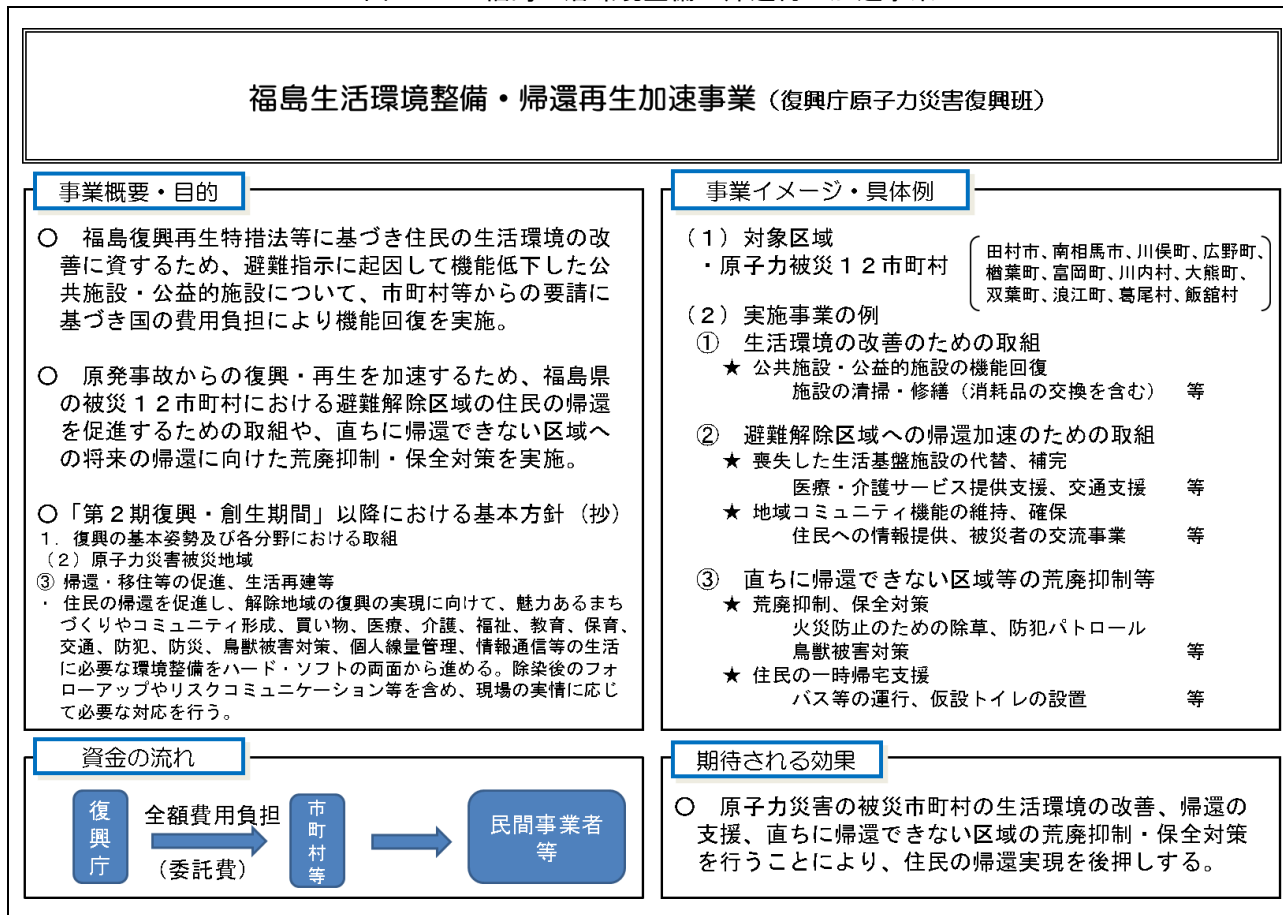 福島生活環境整備・帰還再生加速事業（復興庁原子力災害復興班）
事業概要・目的
○　福島復興再生特措法等に基づき住民の生活環境の改
善に資するため、避難指示に起因して機能低下した公
共施設・公益的施設について、市町村等からの要請に
基づき国の費用負担により機能回復を実施。
○　原発事故からの復興・再生を加速するため、福島県
の被災１２市町村における避難解除区域の住民の帰還
を促進するための取組や、直ちに帰還できない区域へ
の将来の帰還に向けた荒廃抑制・保全対策を実施。
○「第２期復興・創生期間」以降における基本方針（抄）
１．復興の基本姿勢及び各分野における取組
（２）原子力災害被災地域
③ 帰還・移住等の促進、生活再建等
・ 住民の帰還を促進し、解除地域の復興の実現に向けて、魅力あるまち
づくりやコミュニティ形成、買い物、医療、介護、福祉、教育、保育、
交通、防犯、防災、鳥獣被害対策、個人線量管理、情報通信等の生活
に必要な環境整備をハード・ソフトの両面から進める。除染後のフォ
ローアップやリスクコミュニケーション等を含め、現場の実情に応じ
て必要な対応を行う。
事業イメージ・具体例
（１）対象区域
・原子力被災１２市町村
田村市、南相馬市、川俣町、広野町、
楢葉町、富岡町、川内村、大熊町、
双葉町、浪江町、葛尾村、飯舘村
（２）実施事業の例
①　生活環境の改善のための取組
★ 公共施設・公益的施設の機能回復
施設の清掃・修繕（消耗品の交換を含む）　等
②　避難解除区域への帰還加速のための取組
★ 喪失した生活基盤施設の代替、補完
医療・介護サービス提供支援、交通支援　等
★ 地域コミュニティ機能の維持、確保
住民への情報提供、被災者の交流事業　等
③　直ちに帰還できない区域等の荒廃抑制等
★ 荒廃抑制、保全対策
火災防止のための除草、防犯パトロール
鳥獣被害対策　等
★ 住民の一時帰宅支援
バス等の運行、仮設トイレの設置　等
資金の流れ
復興庁
全額費用負担
（委託費）
市町村等
民間事業者
等
期待される効果
○　原子力災害の被災市町村の生活環境の改善、帰還の
支援、直ちに帰還できない区域の荒廃抑制・保全対策
を行うことにより、住民の帰還実現を後押しする。